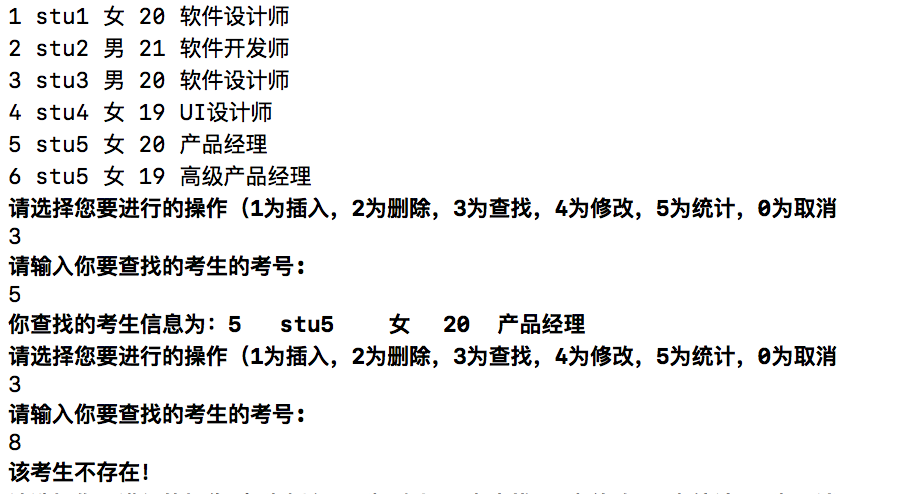 1 stu1 女 20 软件设计师
2 stu2 男 21 软件开发师
3 stu3 男 20 软件设计师
4 stu4 女 19 UI设计师
5 stu5 女 20 产品经理
6 stu5 女 19 高级产品经理
请选择您要进行的操作（1为插入，2为删除，3为查找，4为修改，5为统计，0为取消
3
请输入你要查找的考生的考号：
5
你查找的考生信息为：5 stu5 女 20 产品经理
请选择您要进行的操作（1为插入，2为删除，3为查找，4为修改，5为统计，0为取消
3
请输入你要查找的考生的考号：
8
该考生不存在！